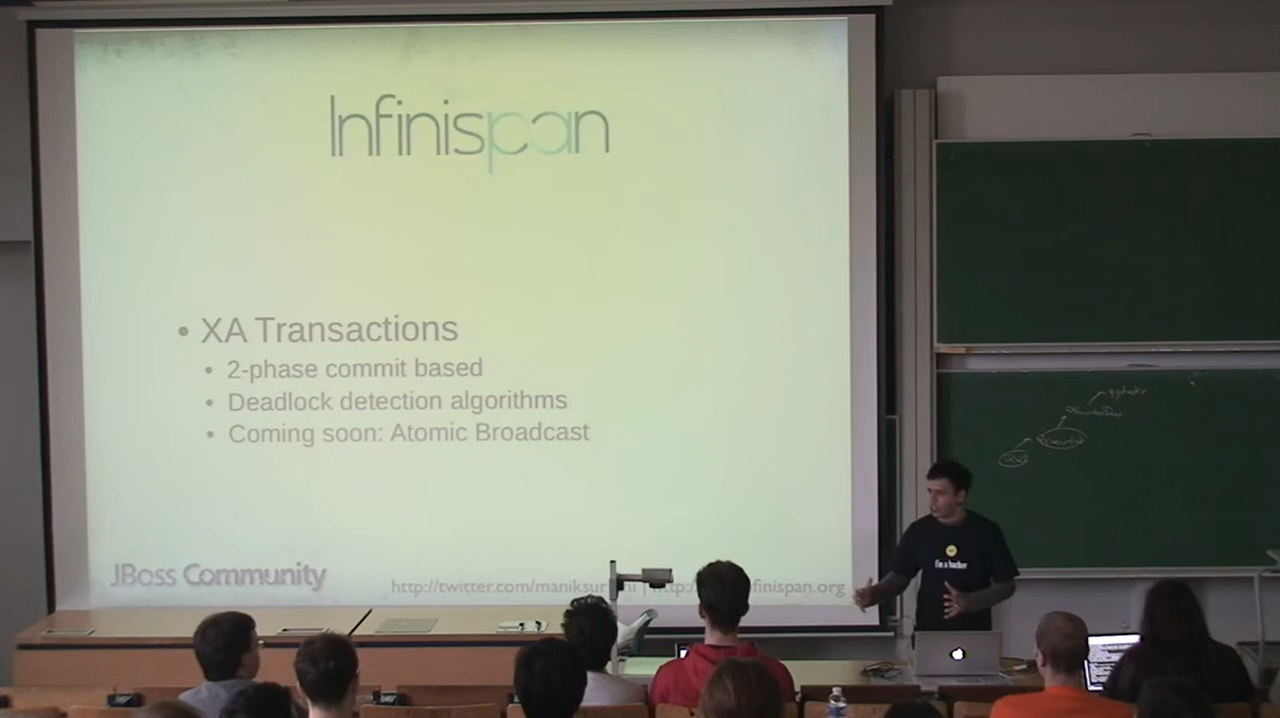 Infinispan
• XA Transactions
• 2-phase commit based
• Deadlock detection algorithms
• Coming soon: Atomic Broadcast
JBoss Community
I'm a hacker